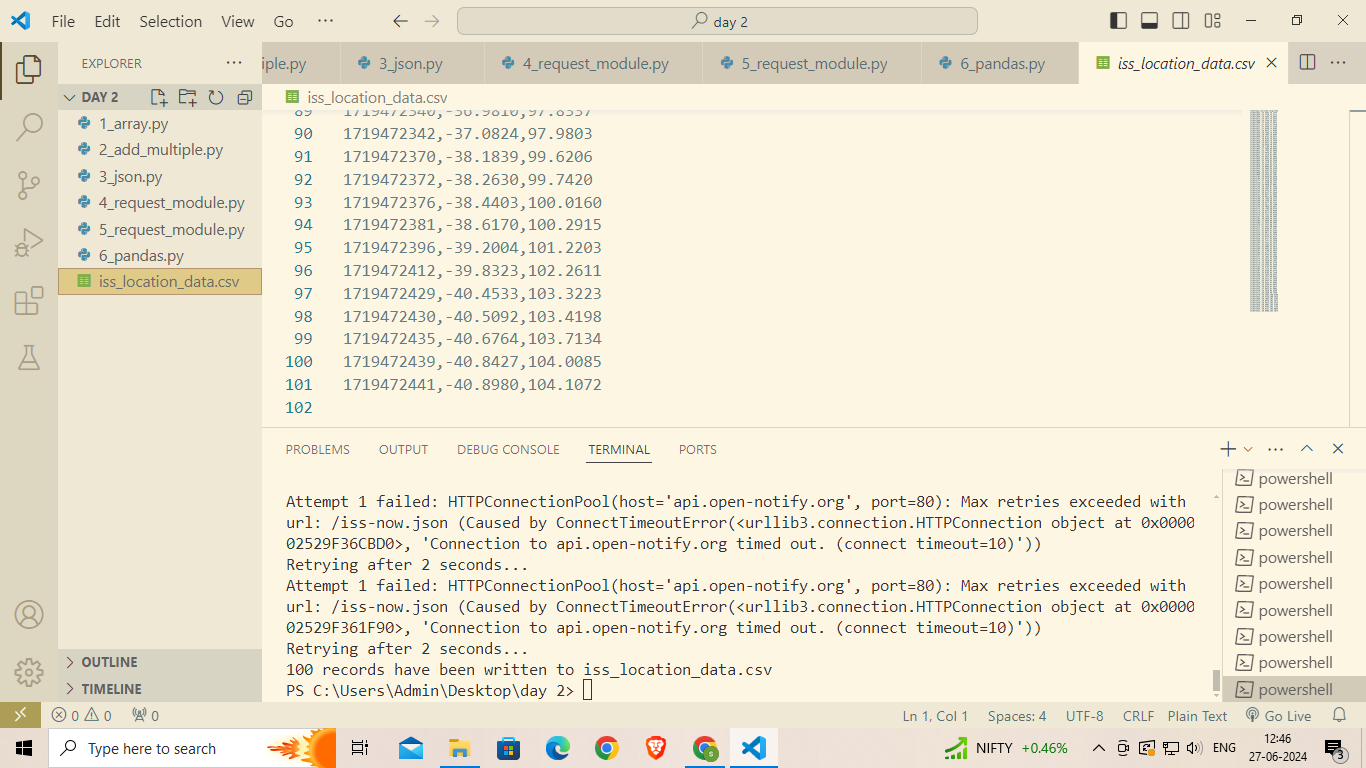 File Edit Selection View Go ···
day 2
EXPLORER ···
iple.py 3_json.py 4_request_module.py 5_request_module.py 6_pandas.py iss_location_data.csv ···
DAY 2
iss_location_data.csv
1_array.py
2_add_multiple.py
3_json.py
4_request_module.py
5_request_module.py
6_pandas.py
iss_location_data.csv
89 1719472340,-36.9810,97.8337
90 1719472342,-37.0824,97.9803
91 1719472370,-38.1839,99.6206
92 1719472372,-38.2630,99.7420
93 1719472376,-38.4403,100.0160
94 1719472381,-38.6170,100.2915
95 1719472396,-39.2004,101.2203
96 1719472412,-39.8323,102.2611
97 1719472429,-40.4533,103.3223
98 1719472430,-40.5092,103.4198
99 1719472435,-40.6764,103.7134
100 1719472439,-40.8427,104.0085
101 1719472441,-40.8980,104.1072
102
PROBLEMS OUTPUT DEBUG CONSOLE TERMINAL PORTS
Attempt 1 failed: HTTPConnectionPool(host='api.open-notify.org', port=80): Max retries exceeded with
url: /iss-now.json (Caused by ConnectTimeoutError(<urllib3.connection.HTTPConnection object at 0x0000
02529F36CBD0>, 'Connection to api.open-notify.org timed out. (connect timeout=10)'))
Retrying after 2 seconds...
Attempt 1 failed: HTTPConnectionPool(host='api.open-notify.org', port=80): Max retries exceeded with
url: /iss-now.json (Caused by ConnectTimeoutError(<urllib3.connection.HTTPConnection object at 0x0000
02529F361F90>, 'Connection to api.open-notify.org timed out. (connect timeout=10)'))
Retrying after 2 seconds...
100 records have been written to iss_location_data.csv
PS C:\Users\Admin\Desktop\day 2>
powershell
powershell
powershell
powershell
powershell
powershell
powershell
powershell
powershell
OUTLINE
TIMELINE
0 0 0 Ln 1, Col 1 Spaces: 4 UTF-8 CRLF Plain Text Go Live
Type here to search
NIFTY +0.46%
ENG
12:46
27-06-2024
3